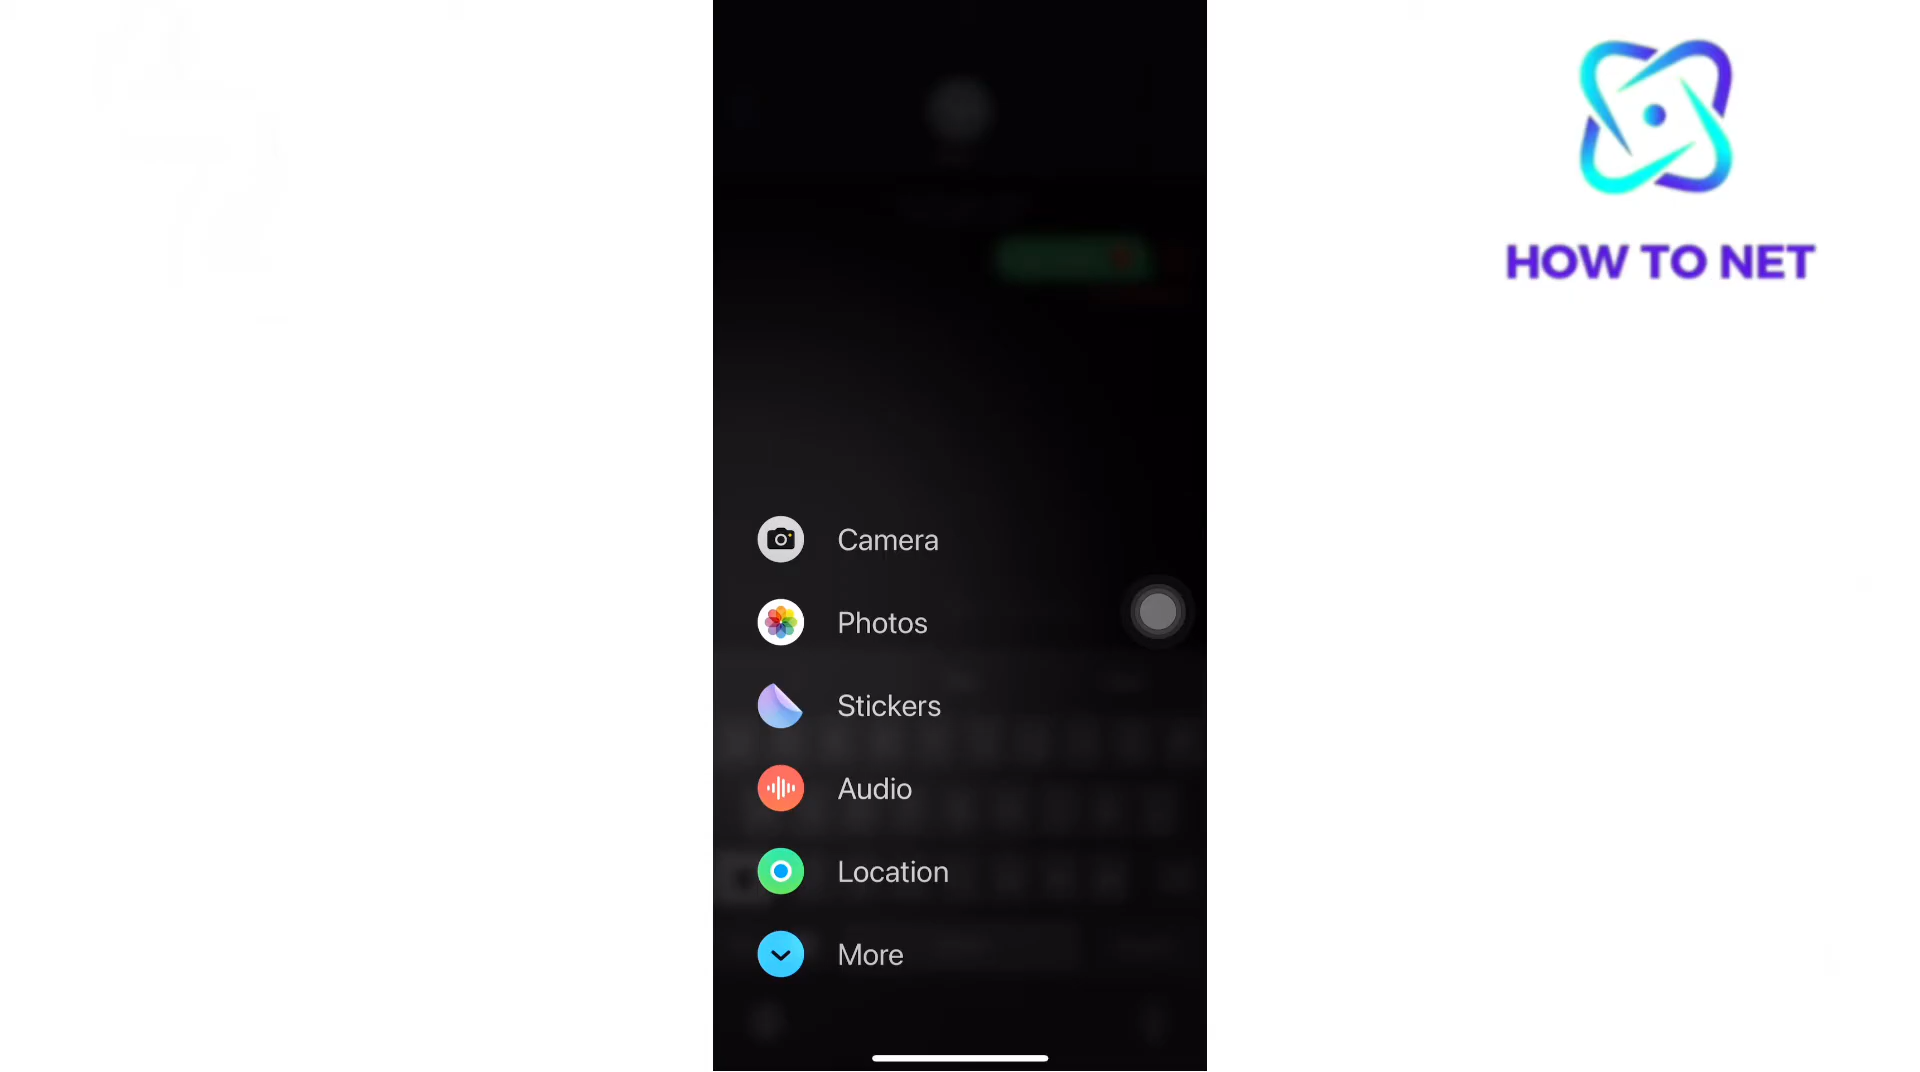 HOW TO NET
Camera
Photos
Stickers
Audio
Location
More